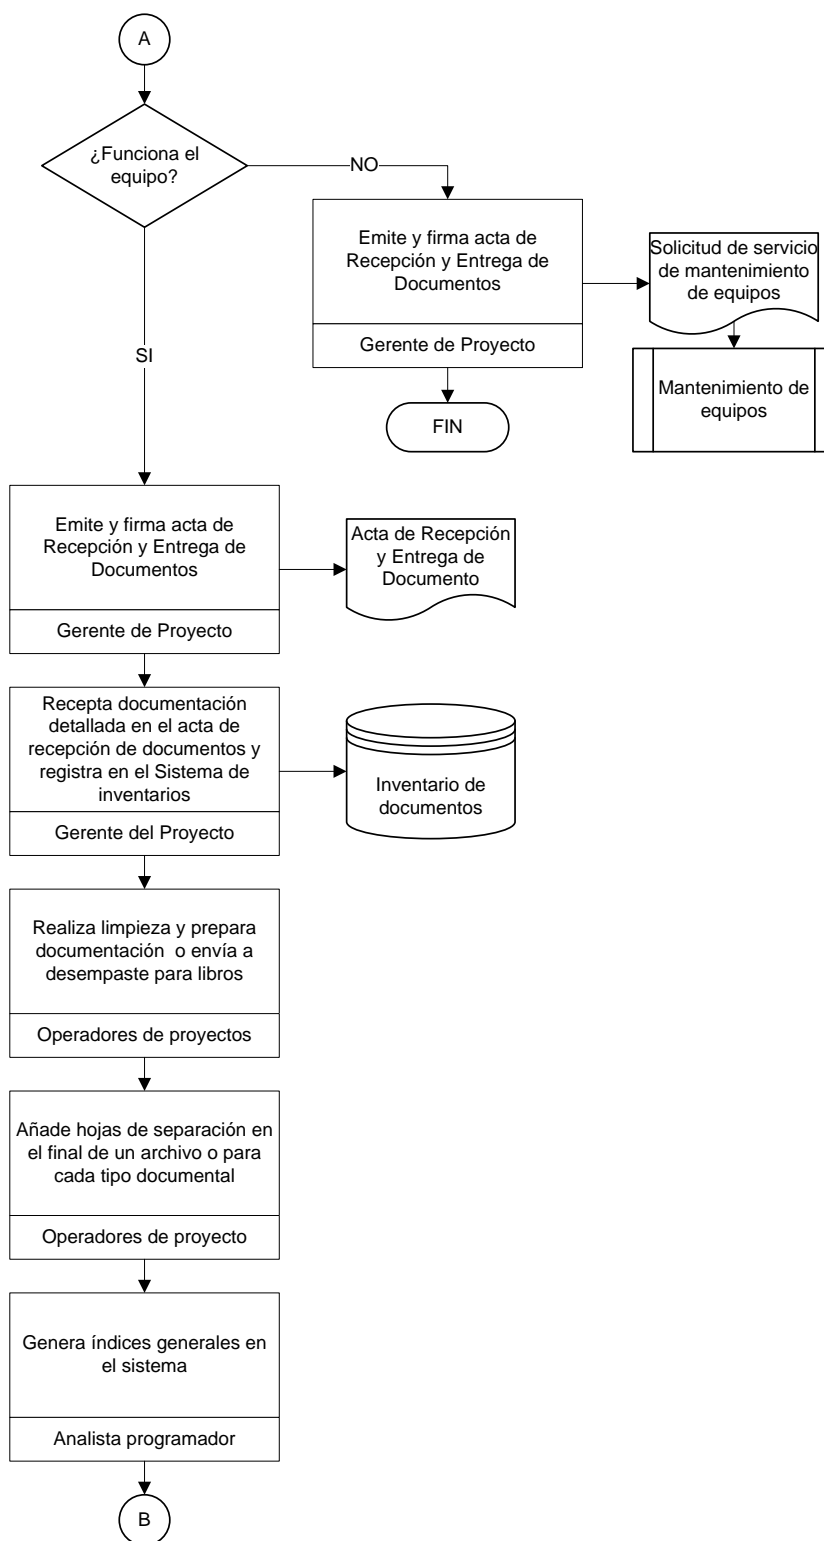 A
¿Funciona el
equipo?
NO
Emite y firma acta de
Recepción y Entrega de
Documentos
Gerente de Proyecto
Solicitud de servicio
de mantenimiento
de equipos
Mantenimiento de
equipos
FIN
SI
Emite y firma acta de
Recepción y Entrega de
Documentos
Gerente de Proyecto
Acta de Recepción
y Entrega de
Documento
Recepta documentación
detallada en el acta de
recepción de documentos y
registra en el Sistema de
inventarios
Gerente del Proyecto
Inventario de
documentos
Realiza limpieza y prepara
documentación  o envía a
desempaste para libros
Operadores de proyectos
Añade hojas de separación en
el final de un archivo o para
cada tipo documental
Operadores de proyecto
Genera índices generales en
el sistema
Analista programador
B